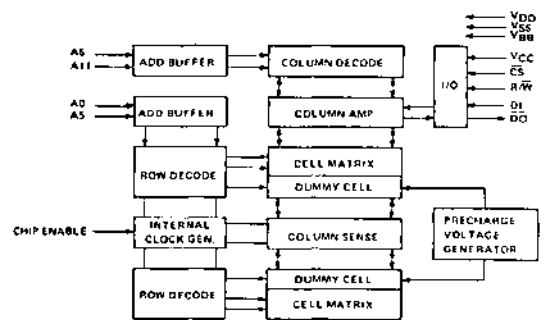 VDD
VSS
VBB
A6
A11
ADD BUFFER
COLUMN DECODE
I/O
VCC
CS
R/W
DI
DO
A0
A5
ADD BUFFER
COLUMN AMP
ROW DECODE
CELL MATRIX
DUMMY CELL
CHIP ENABLE
INTERNAL
CLOCK GEN.
COLUMN SENSE
PRECHARGE
VOLTAGE
GENERATOR
ROW DECODE
DUMMY CELL
CELL MATRIX